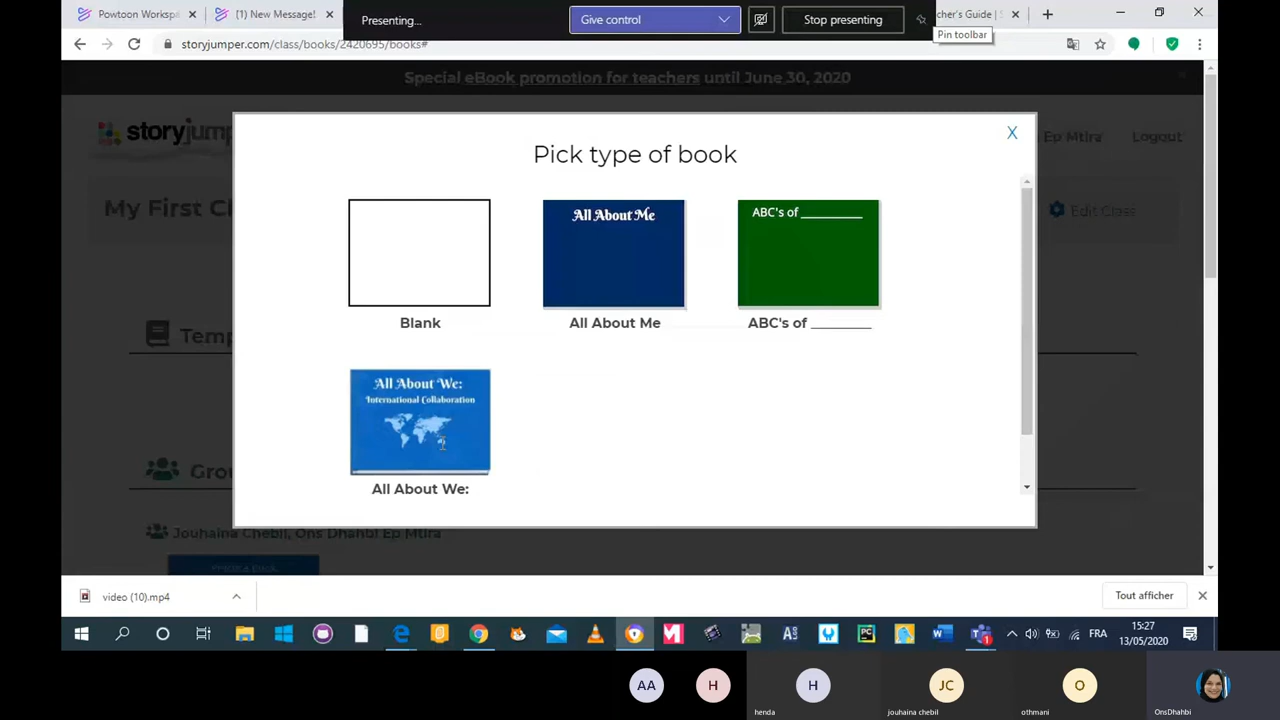 Powtoon Workspa
(1) New Message!
Presenting...
Give control
Stop presenting
cher's Guide | S
Pin toolbar
storyjumper.com/class/books/2420695/books#
Special eBook promotion for teachers until June 30, 2020
storyjump
Ep Mtira
Logout
X
Pick type of book
My First C
Edit Class
All About Me
ABC's of ________
Blank
All About Me
ABC's of ________
Temp
All About We:
International Collaboration
Gro
All About We:
Jouhaina Chebil, Ons Dhahbi Ep Mtira
video (10).mp4
Tout afficher
FRA
15:27
13/05/2020
AA
H
H
JC
O
henda
jouhaina chebil
othmani
OnsDhahbi